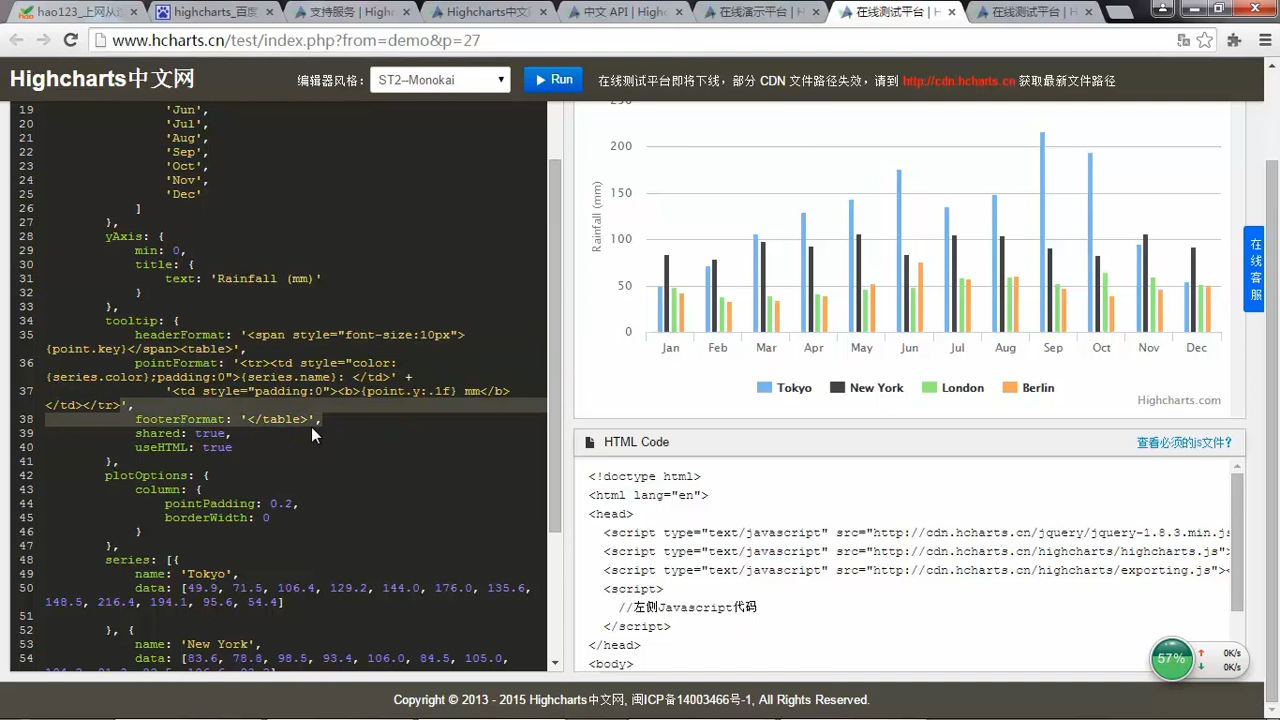 hao123_上网从这
highcharts_百度
支持服务 | Highc
Highcharts中文
中文 API | Highc
在线演示平台 | H
在线测试平台 | H
在线测试平台 | H
www.hcharts.cn/test/index.php?from=demo&p=27
Highcharts中文网
编辑器风格:
ST2--Monokai
Run
在线测试平台即将下线，部分 CDN 文件路径失效，请到 http://cdn.hcharts.cn 获取最新文件路径
19 'Jun',
20 'Jul',
21 'Aug',
22 'Sep',
23 'Oct',
24 'Nov',
25 'Dec'
26 ]
27 },
28 yAxis: {
29 min: 0,
30 title: {
31 text: 'Rainfall (mm)'
32 }
33 },
34 tooltip: {
35 headerFormat: '<span style="font-size:10px">
{point.key}</span><table>',
36 pointFormat: '<tr><td style="color:
{series.color};padding:0">{series.name}: </td>' +
37 '<td style="padding:0"><b>{point.y:.1f} mm</b>
</td></tr>',
38 footerFormat: '</table>',
39 shared: true,
40 useHTML: true
41 },
42 plotOptions: {
43 column: {
44 pointPadding: 0.2,
45 borderWidth: 0
46 }
47 },
48 series: [{
49 name: 'Tokyo',
50 data: [49.9, 71.5, 106.4, 129.2, 144.0, 176.0, 135.6,
148.5, 216.4, 194.1, 95.6, 54.4]
51
52 }, {
53 name: 'New York',
54 data: [83.6, 78.8, 98.5, 93.4, 106.0, 84.5, 105.0,
250
200
150
100
50
0
Rainfall (mm)
Jan Feb Mar Apr May Jun Jul Aug Sep Oct Nov Dec
Tokyo New York London Berlin
Highcharts.com
HTML Code
查看必须的js文件?
<!doctype html>
<html lang="en">
<head>
<script type="text/javascript" src="http://cdn.hcharts.cn/jquery/jquery-1.8.3.min.js
<script type="text/javascript" src="http://cdn.hcharts.cn/highcharts/highcharts.js"><
<script type="text/javascript" src="http://cdn.hcharts.cn/highcharts/exporting.js"><
<script>
//左侧Javascript代码
</script>
</head>
<body>
在线客服
57%
0K/s
0K/s
Copyright © 2013 - 2015 Highcharts中文网, 闽ICP备14003466号-1, All Rights Reserved.